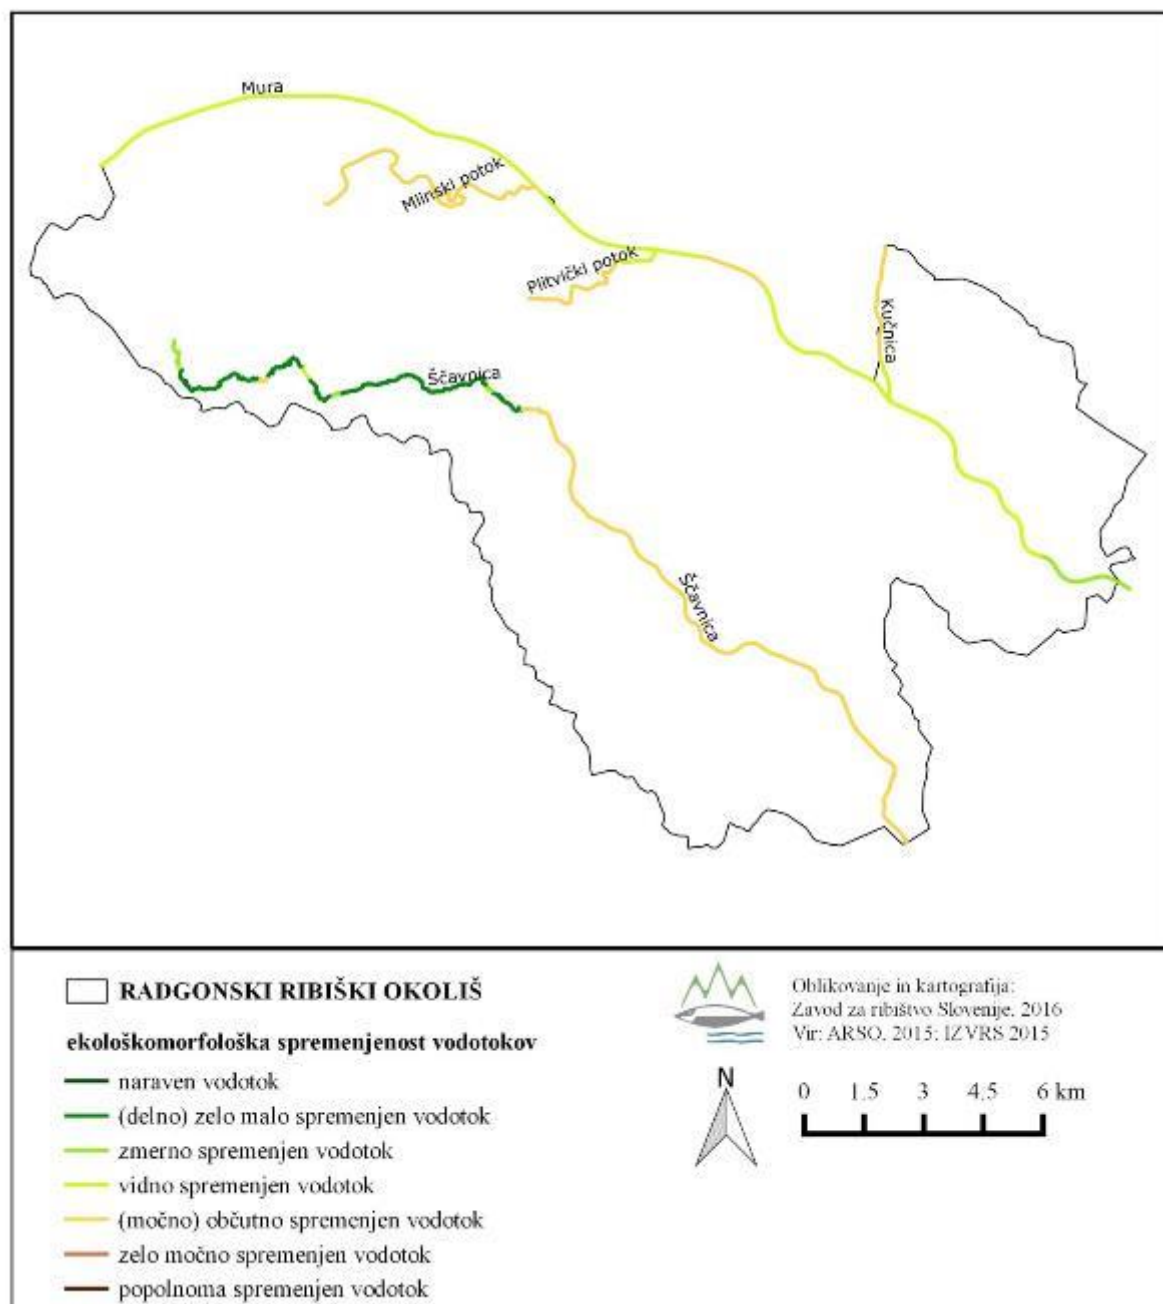 Mura
Mlinski potok
Plitvički potok
Kučnica
Ščavnica
Ščavnica
RADGONSKI RIBIŠKI OKOLIŠ
ekološkomorfološka spremenjenost vodotokov
naraven vodotok
(delno) zelo malo spremenjen vodotok
zmerno spremenjen vodotok
vidno spremenjen vodotok
(močno) občutno spremenjen vodotok
zelo močno spremenjen vodotok
popolnoma spremenjen vodotok
Oblikovanje in kartografija:
Zavod za ribištvo Slovenije, 2016
Vir: ARSO, 2015; IZVRS 2015
N
0 1.5 3 4.5 6 km